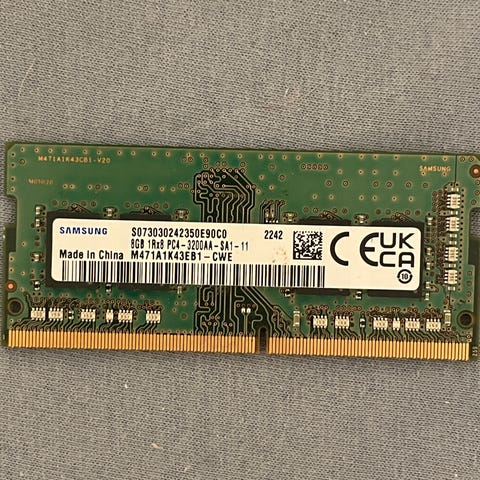 M471A1K43CB1-V20
SAMSUNG
SAMSUNG
S073030242350E90C0
2242
8GB 1Rx8 PC4-3200AA-SA1-11
Made in China
M471A1K43EB1-CWE
CE
UK
CA
10